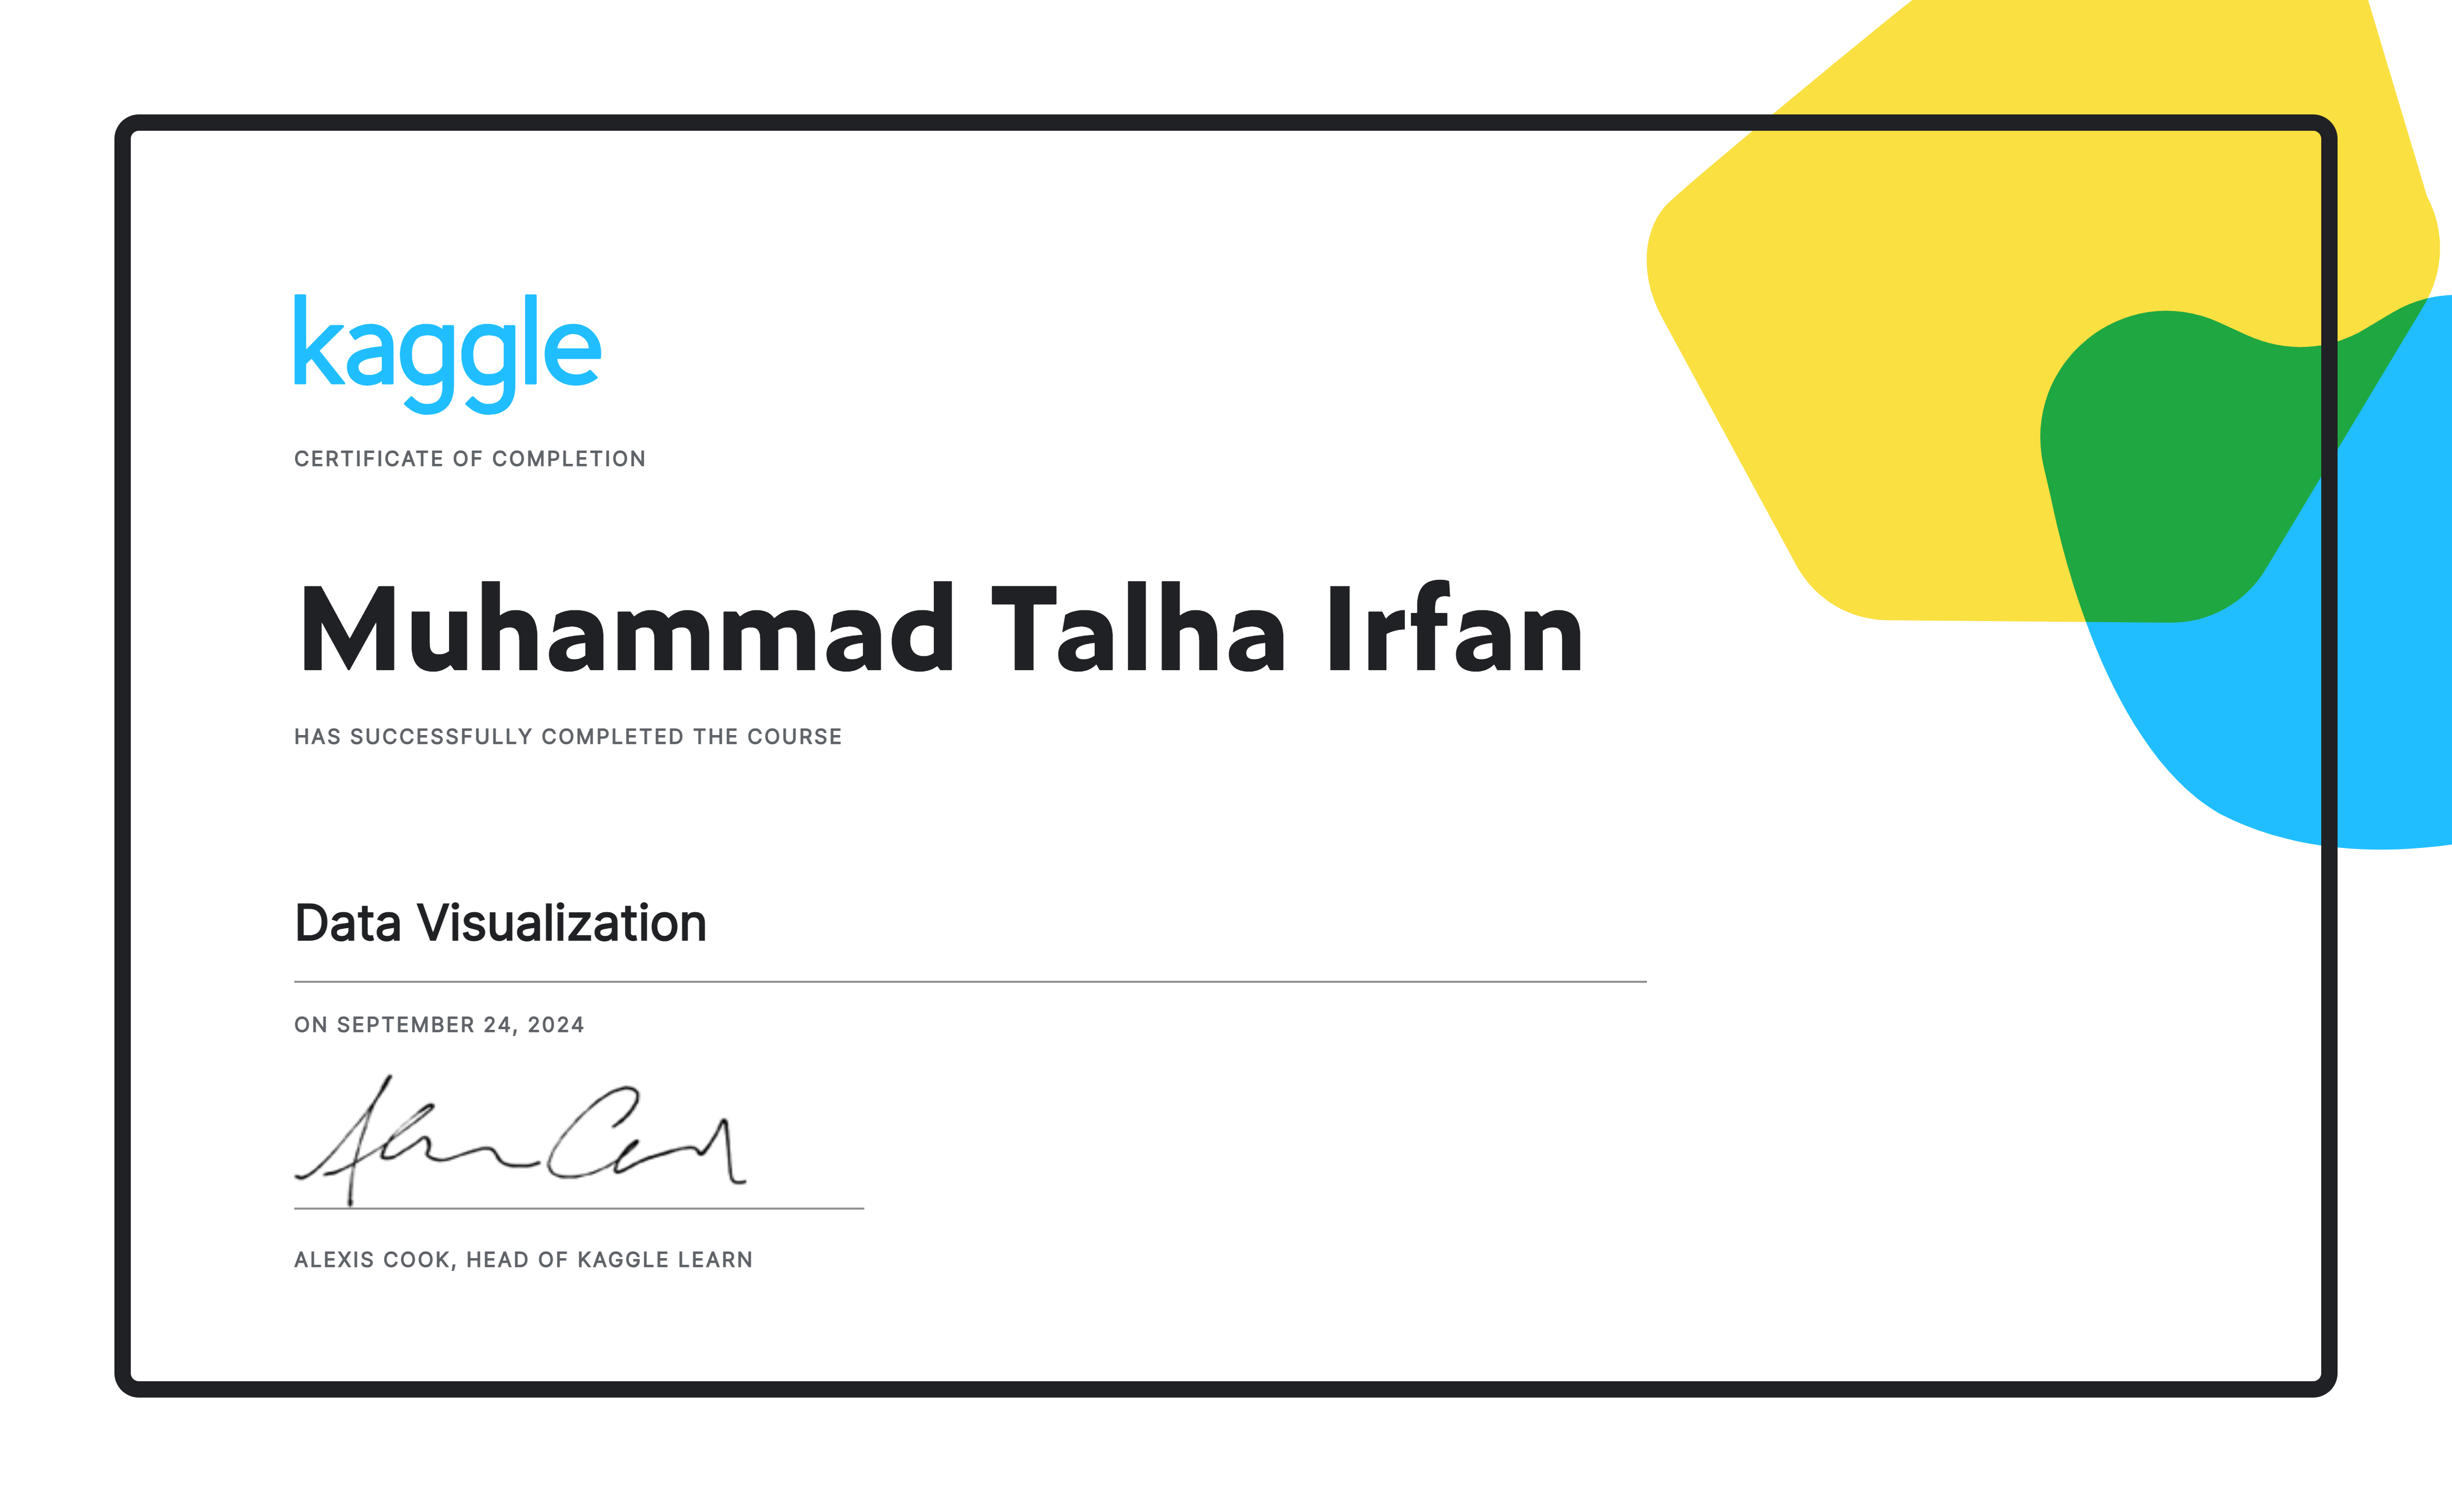 kaggle
CERTIFICATE OF COMPLETION
Muhammad Talha Irfan
HAS SUCCESSFULLY COMPLETED THE COURSE
Data Visualization
ON SEPTEMBER 24, 2024
ALEXIS COOK, HEAD OF KAGGLE LEARN